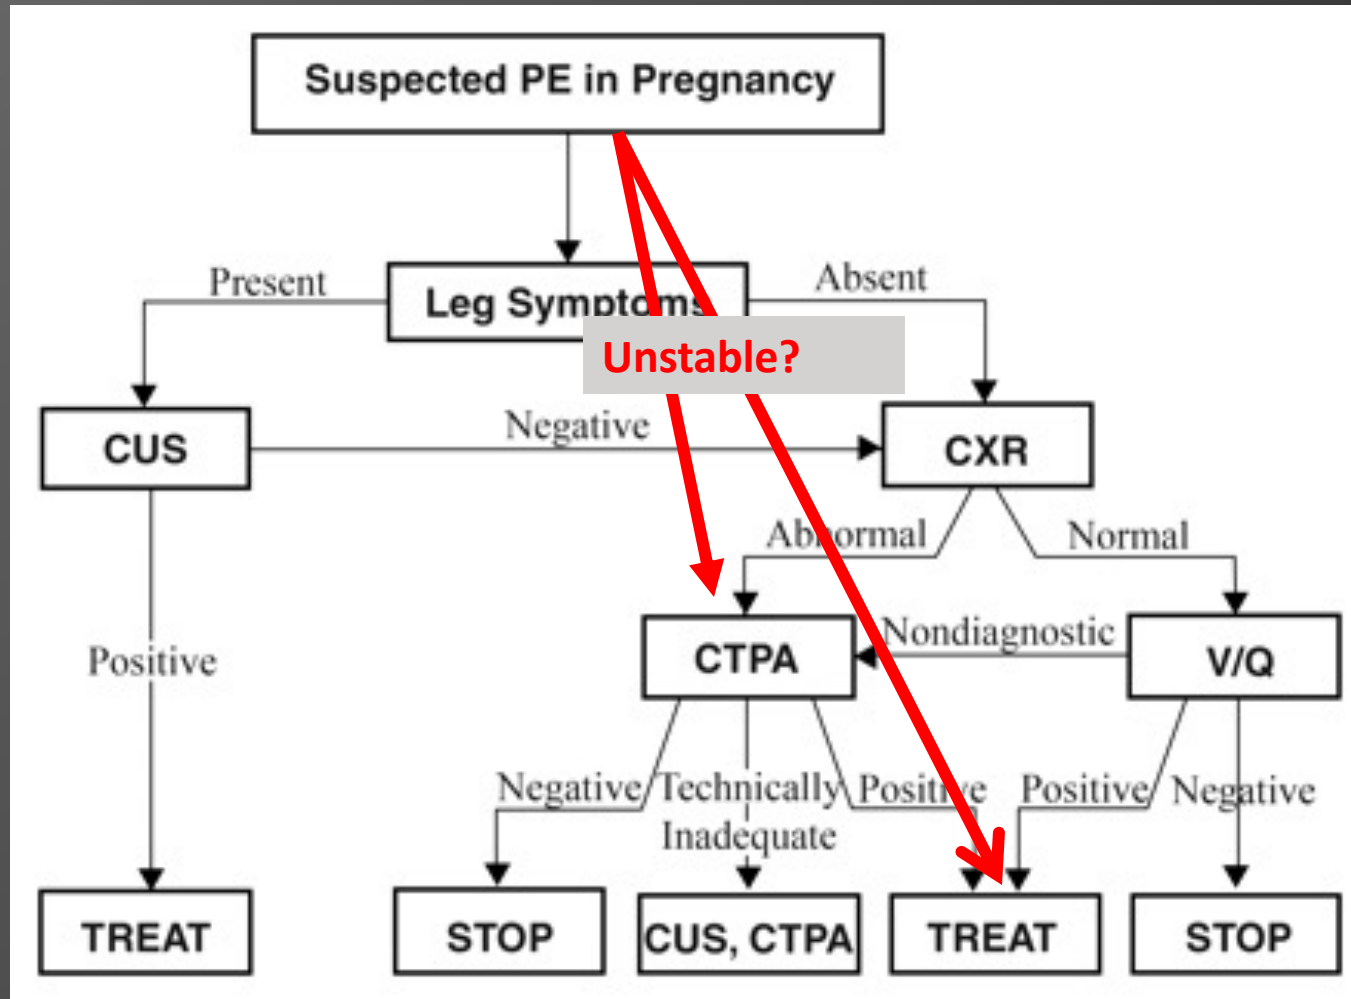 Suspected PE in Pregnancy
Present
Leg Symptoms
Absent
Unstable?
CUS
Negative
CXR
Abnormal
Normal
Positive
CTPA
Nondiagnostic
V/Q
Negative
Technically
Inadequate
Positive
Positive
Negative
TREAT
STOP
CUS, CTPA
TREAT
STOP